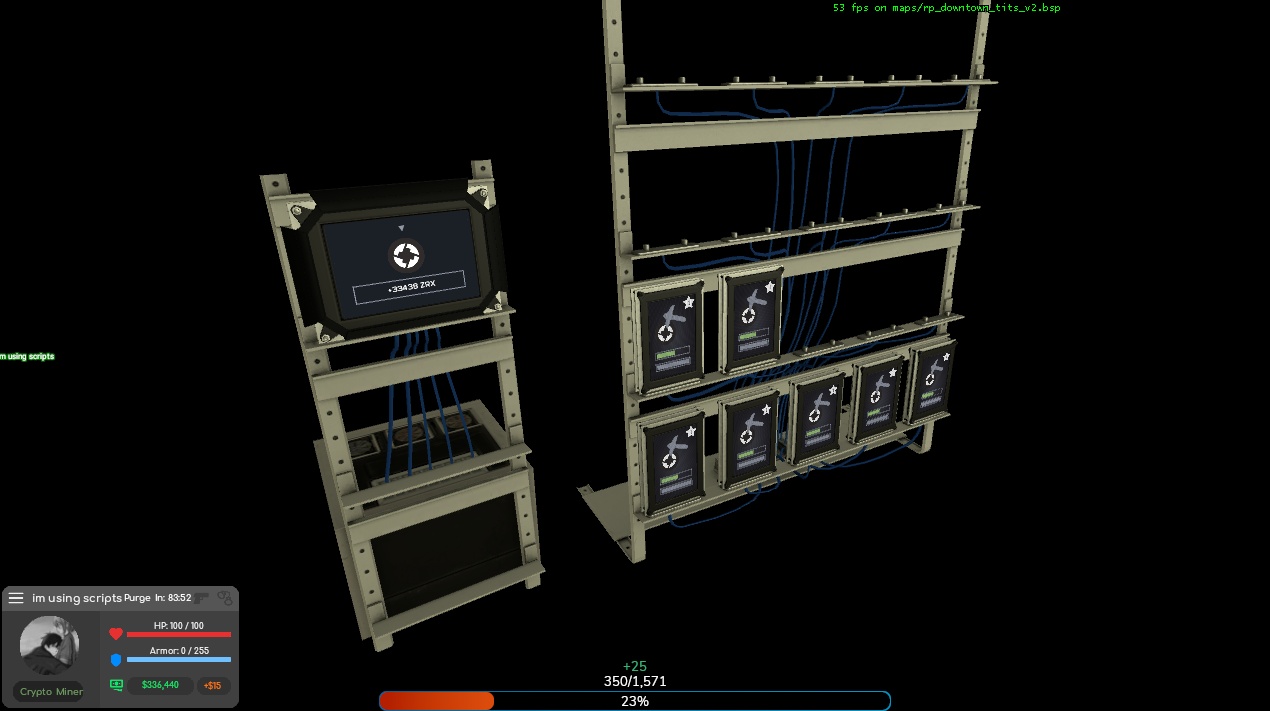 53 fps on maps/rp_downtown_tits_v2.bsp
+33438 ZRX
m using scripts
im using scripts Purge In: 83:52
HP: 100 / 100
Armor: 0 / 255
$336,440 +$15
Crypto Miner
+25
350/1,571
23%